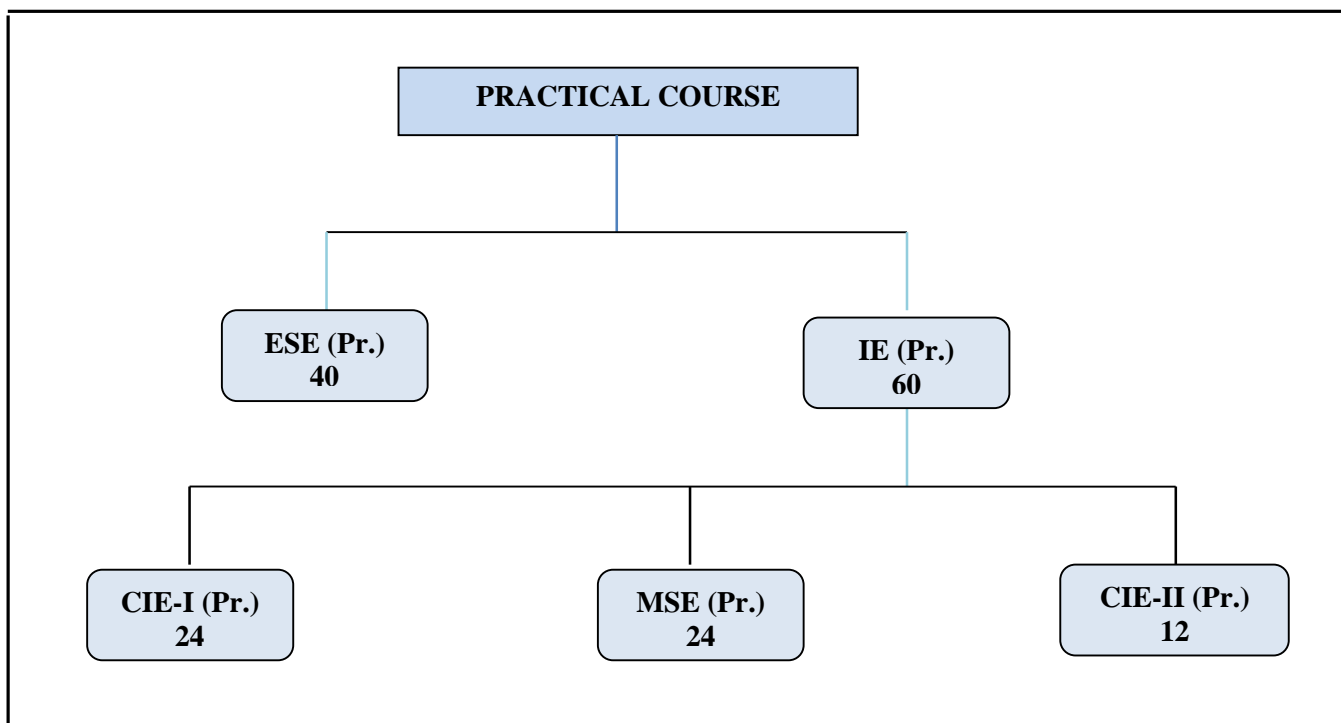 PRACTICAL COURSE
ESE (Pr.)
40
IE (Pr.)
60
CIE-I (Pr.)
24
MSE (Pr.)
24
CIE-II (Pr.)
12